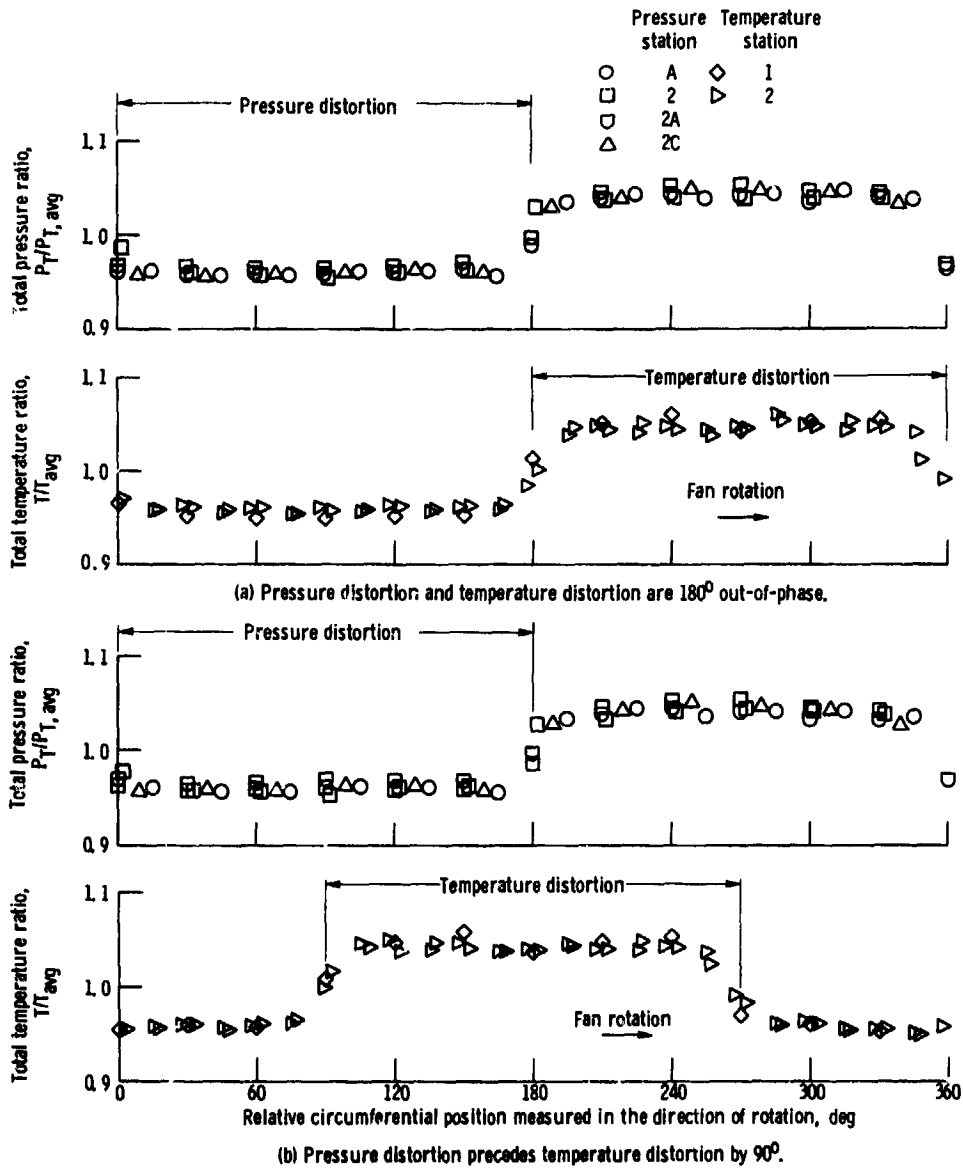 Pressure Temperature
station station
A 1
2 2
2A
2C
Pressure distortion
1.1
1.0
0.9
Total pressure ratio,
PT/PT, avg
Temperature distortion
1.1
1.0
0.9
Total temperature ratio,
T/Tavg
Fan rotation
(a) Pressure distortion and temperature distortion are 180° out-of-phase.
Pressure distortion
1.1
1.0
0.9
Total pressure ratio,
PT/PT, avg
Temperature distortion
1.1
1.0
0.9
Total temperature ratio,
T/Tavg
Fan rotation
0 60 120 180 240 300 360
Relative circumferential position measured in the direction of rotation, deg
(b) Pressure distortion precedes temperature distortion by 90°.